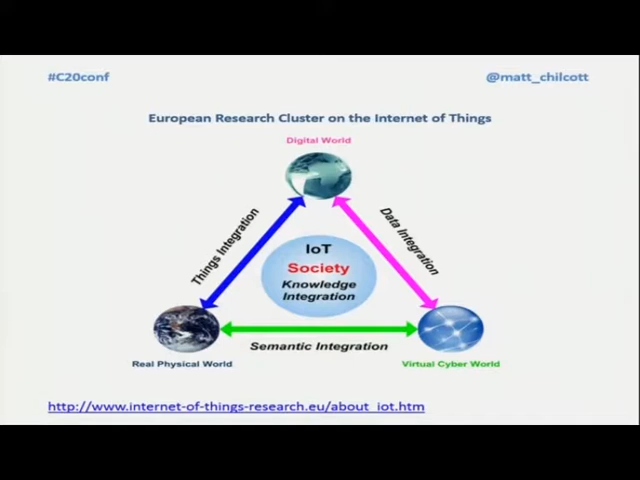 #C20conf
@matt_chilcott
European Research Cluster on the Internet of Things
Digital World
Things Integration
Data Integration
IoT
Society
Knowledge
Integration
Semantic Integration
Real Physical World
Virtual Cyber World
http://www.internet-of-things-research.eu/about_iot.htm